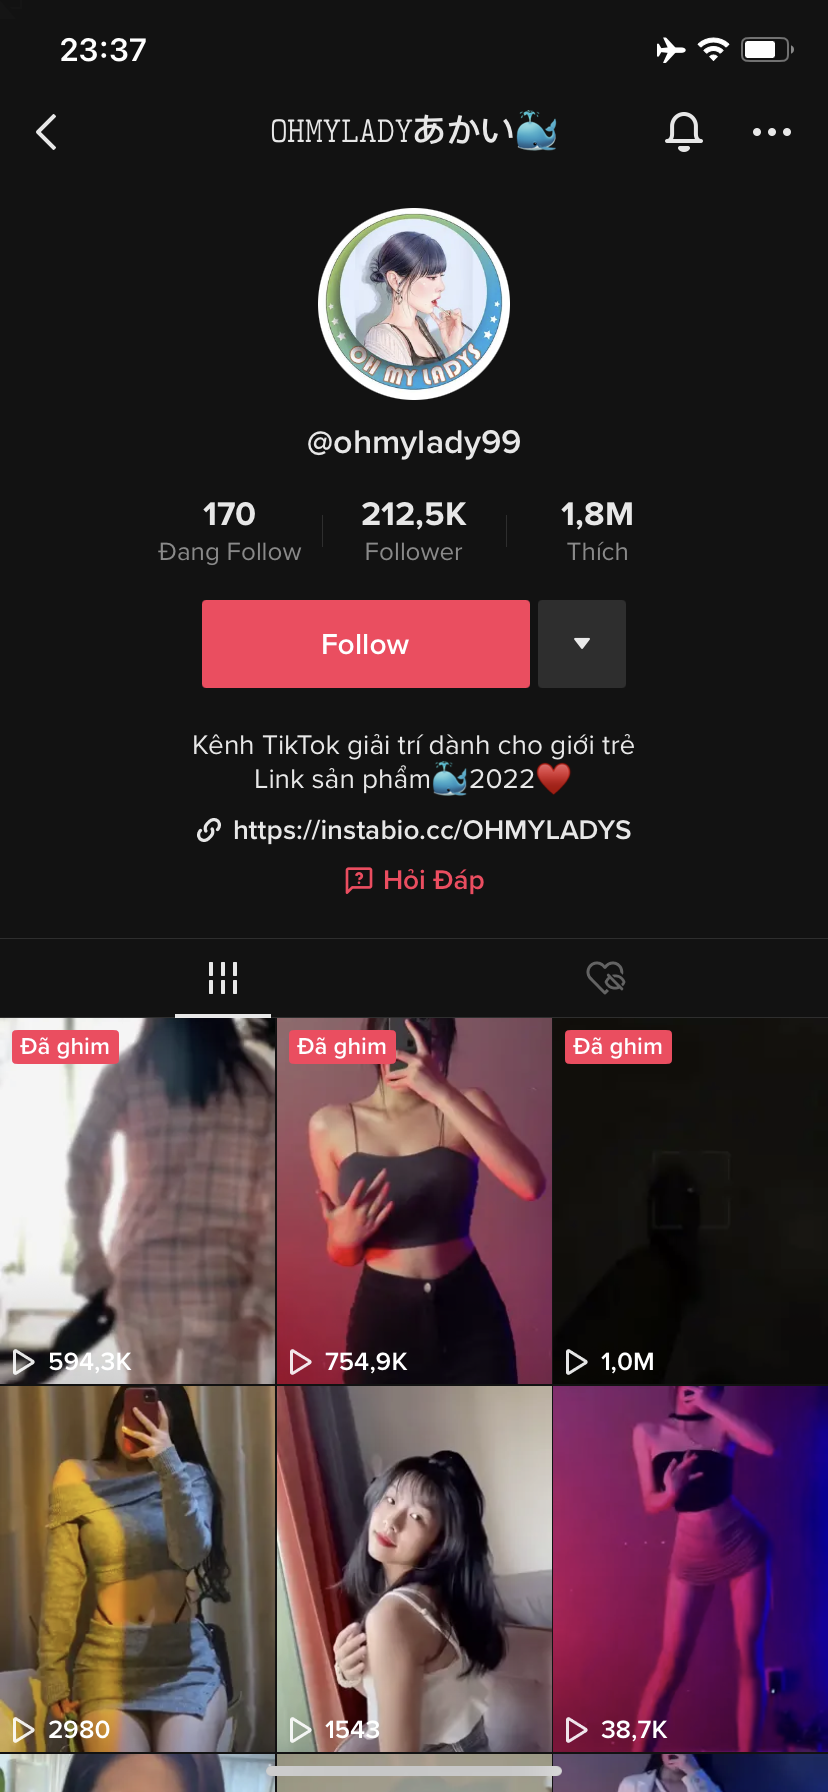 23:37
OHMYLADYあかい🐳
OH MY LADYS
@ohmylady99
170
Đang Follow
212,5K
Follower
1,8M
Thích
Follow
Kênh TikTok giải trí dành cho giới trẻ
Link sản phẩm🐳2022♥️
https://instabio.cc/OHMYLADYS
Hỏi Đáp
Đã ghim
Đã ghim
Đã ghim
594,3K
754,9K
1,0M
2980
1543
38,7K